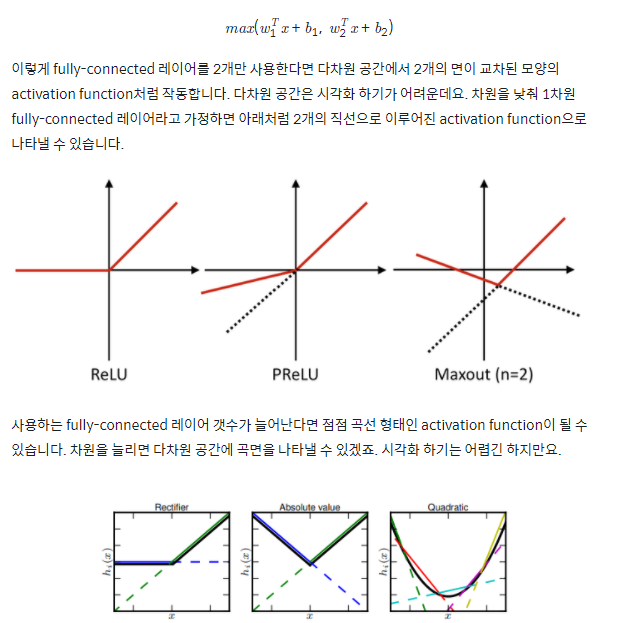 max(w₁ᵀx + b₁, w₂ᵀx + b₂)
이렇게 fully-connected 레이어를 2개만 사용한다면 다차원 공간에서 2개의 면이 교차된 모양의
activation function처럼 작동합니다. 다차원 공간은 시각화 하기가 어려운데요. 차원을 낮춰 1차원
fully-connected 레이어라고 가정하면 아래처럼 2개의 직선으로 이루어진 activation function으로
나타낼 수 있습니다.
ReLU PReLU Maxout (n=2)
사용하는 fully-connected 레이어 갯수가 늘어난다면 점점 곡선 형태인 activation function이 될 수
있습니다. 차원을 늘리면 다차원 공간에 곡면을 나타낼 수 있겠죠. 시각화 하기는 어렵긴 하지만요.
Rectifier Absolute value Quadratic
hᵢ(x) hᵢ(x) hᵢ(x)
x x x